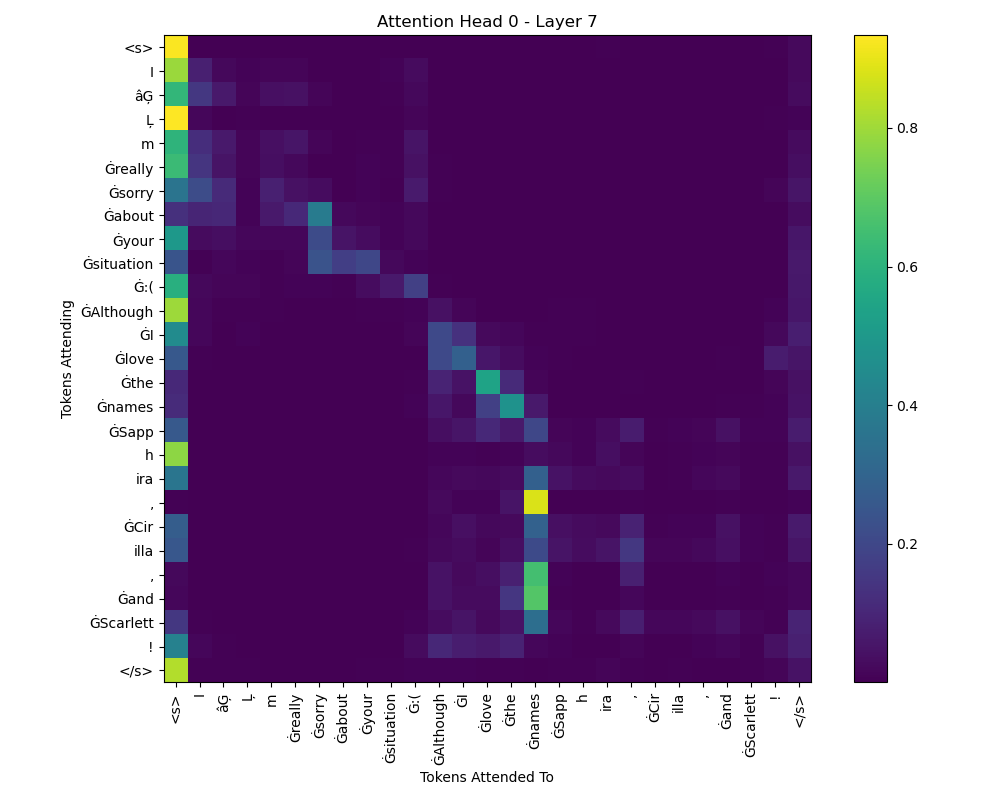 Attention Head 0 - Layer 7
Tokens Attending
<s>
I
âĢ
Ļ
m
Ġreally
Ġsorry
Ġabout
Ġyour
Ġsituation
Ġ:(
ĠAlthough
ĠI
Ġlove
Ġthe
Ġnames
ĠSapp
h
ira
,
ĠCir
illa
,
Ġand
ĠScarlett
!
</s>
<s>
I
âĢ
Ļ
m
Ġreally
Ġsorry
Ġabout
Ġyour
Ġsituation
Ġ:(
ĠAlthough
ĠI
Ġlove
Ġthe
Ġnames
ĠSapp
h
ira
,
ĠCir
illa
,
Ġand
ĠScarlett
!
</s>
Tokens Attended To
0.8
0.6
0.4
0.2